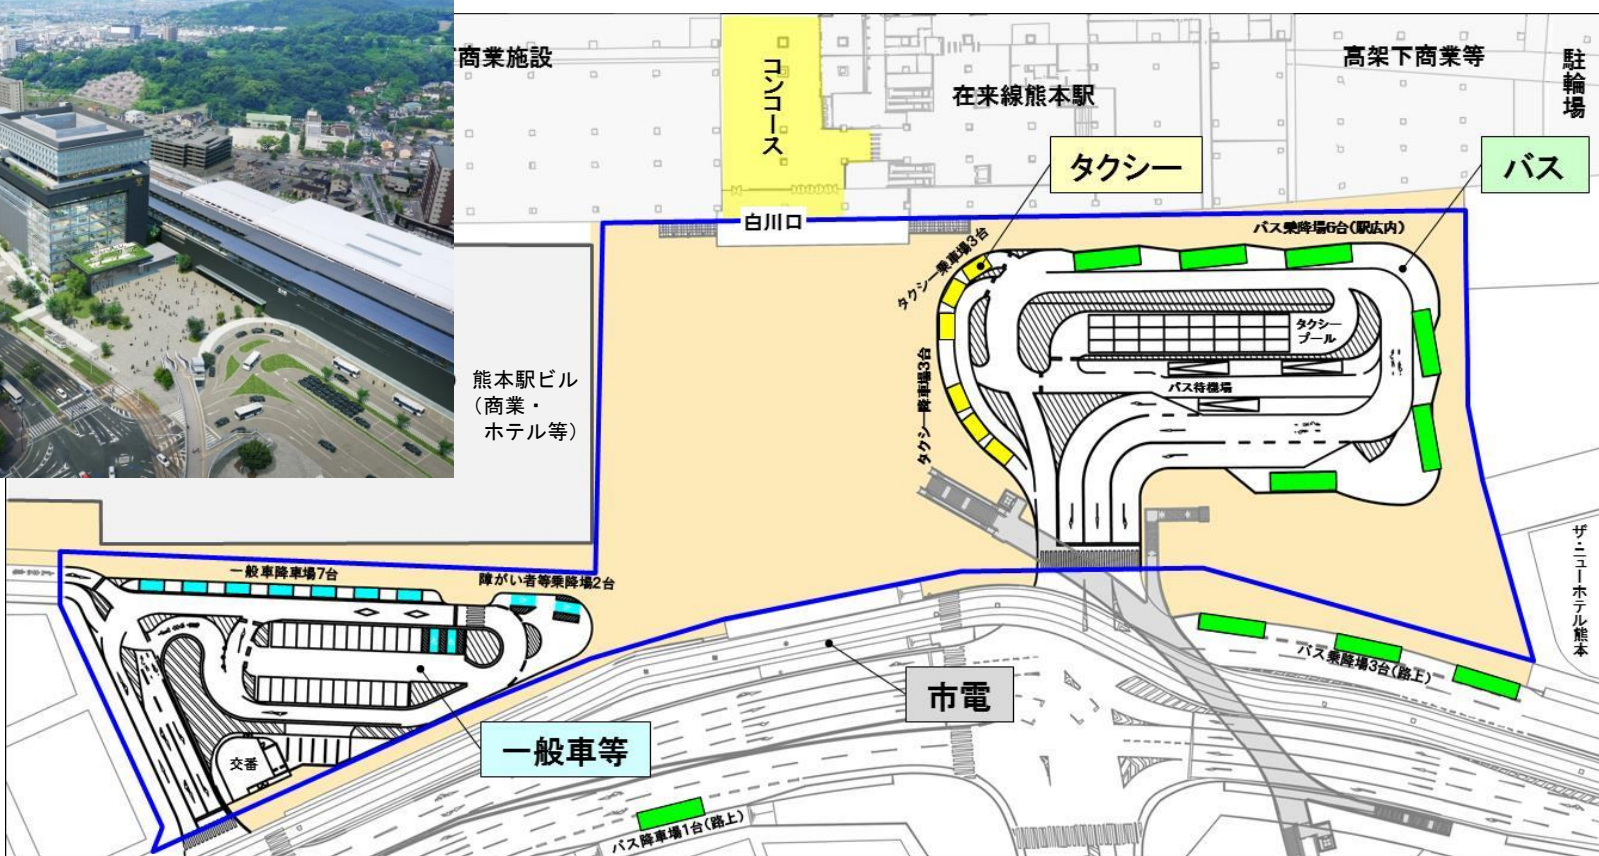 商業施設
コンコース
在来線熊本駅
高架下商業等
駐輪場
タクシー
バス
白川口
タクシー乗車場3台
バス乗降場6台(駅広内)
タクシープール
バス待機場
タクシー降車場3台
熊本駅ビル
(商業・
ホテル等)
一般車降車場7台
障がい者等乗降場2台
ザ・ニューホテル熊本
バス乗降場3台(路上)
市電
一般車等
交番
バス降車場1台(路上)